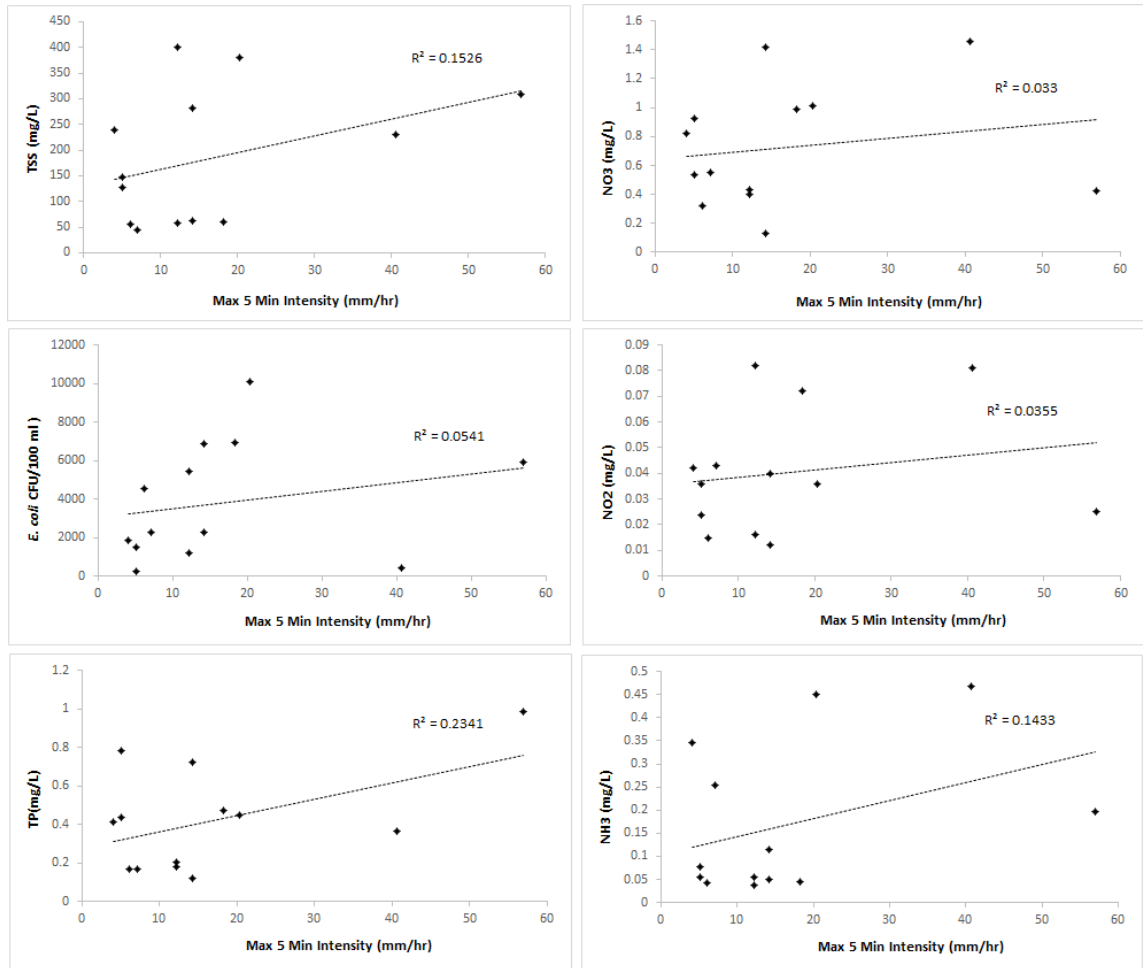 450
400
350
300
250
200
150
100
50
0
TSS (mg/L)
R² = 0.1526
0 10 20 30 40 50 60
Max 5 Min Intensity (mm/hr)
1.6
1.4
1.2
1
0.8
0.6
0.4
0.2
0
NO3 (mg/L)
R² = 0.033
0 10 20 30 40 50 60
Max 5 Min Intensity (mm/hr)
12000
10000
8000
6000
4000
2000
0
E. coli CFU/100 ml )
R² = 0.0541
0 10 20 30 40 50 60
Max 5 Min Intensity (mm/hr)
0.09
0.08
0.07
0.06
0.05
0.04
0.03
0.02
0.01
0
NO2 (mg/L)
R² = 0.0355
0 10 20 30 40 50 60
Max 5 Min Intensity (mm/hr)
1.2
1
0.8
0.6
0.4
0.2
0
TP(mg/L)
R² = 0.2341
0 10 20 30 40 50 60
Max 5 Min Intensity (mm/hr)
0.5
0.45
0.4
0.35
0.3
0.25
0.2
0.15
0.1
0.05
0
NH3 (mg/L)
R² = 0.1433
0 10 20 30 40 50 60
Max 5 Min Intensity (mm/hr)